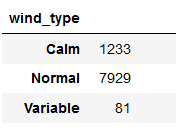 wind_type
Calm 1233
Normal 7929
Variable 81